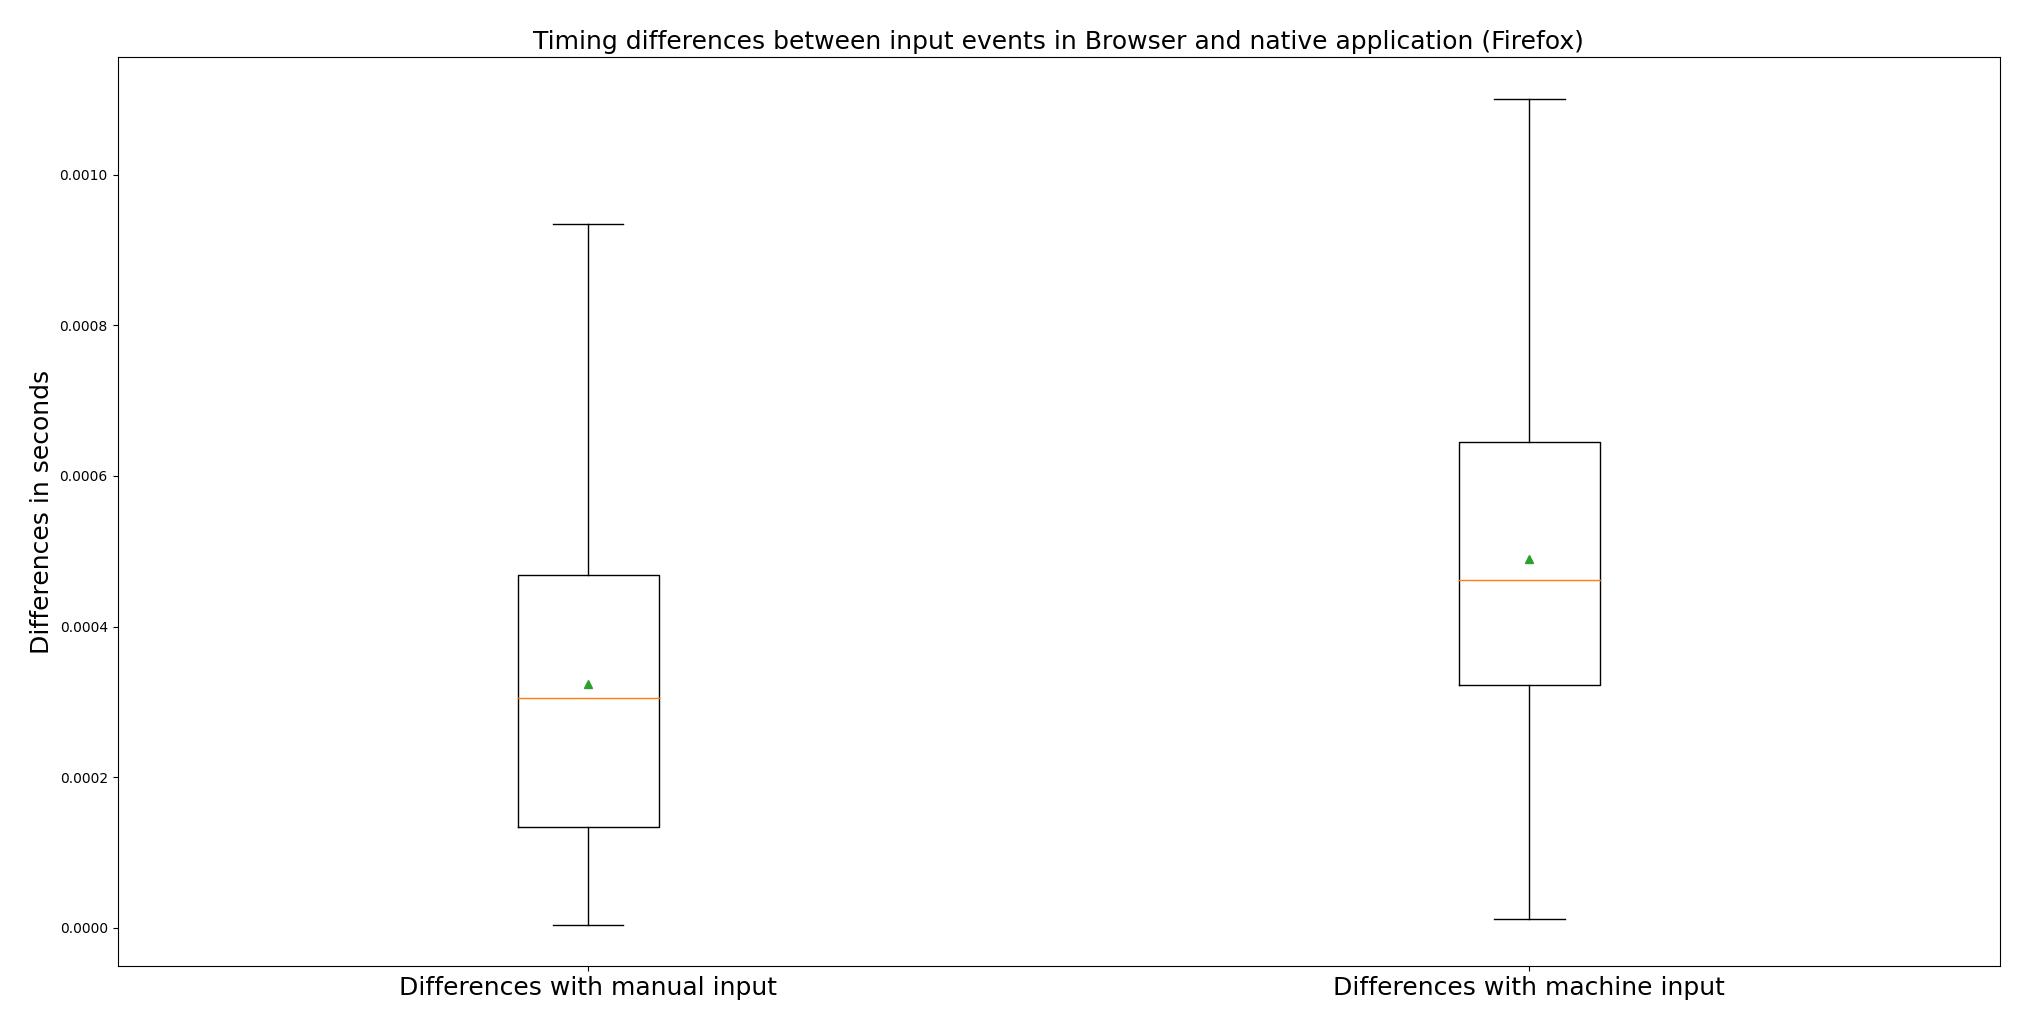 Timing differences between input events in Browser and native application (Firefox)
Differences in seconds
0.0010
0.0008
0.0006
0.0004
0.0002
0.0000
Differences with manual input
Differences with machine input